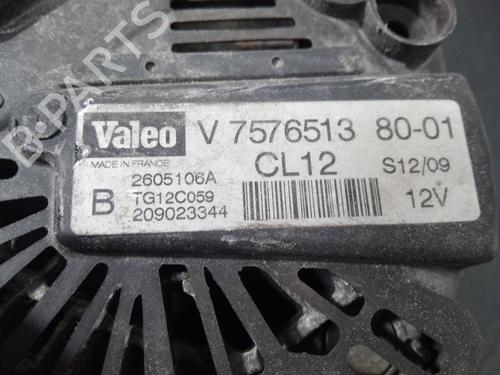 B-PARTS
Valeo V 7576513 80-01
MADE IN FRANCE CL12 S12/09
2605106A
B TG12C059 12V
209023344